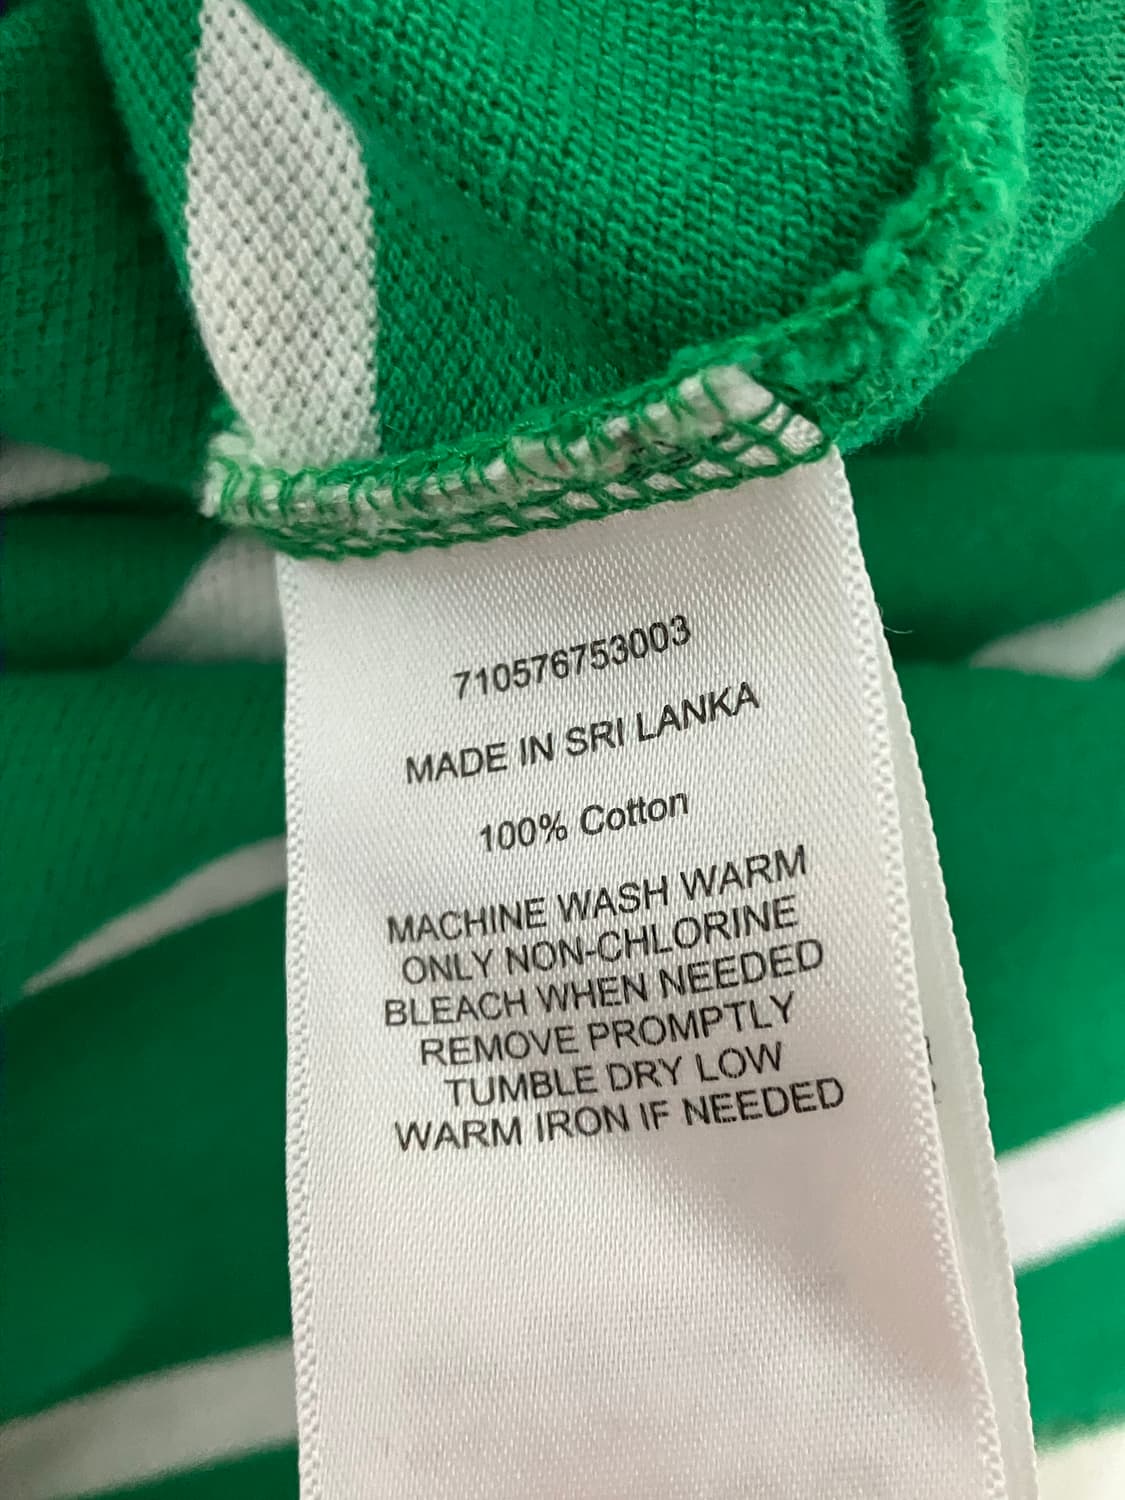 710576753003
MADE IN SRI LANKA
100% Cotton
MACHINE WASH WARM
ONLY NON-CHLORINE
BLEACH WHEN NEEDED
REMOVE PROMPTLY
TUMBLE DRY LOW
WARM IRON IF NEEDED